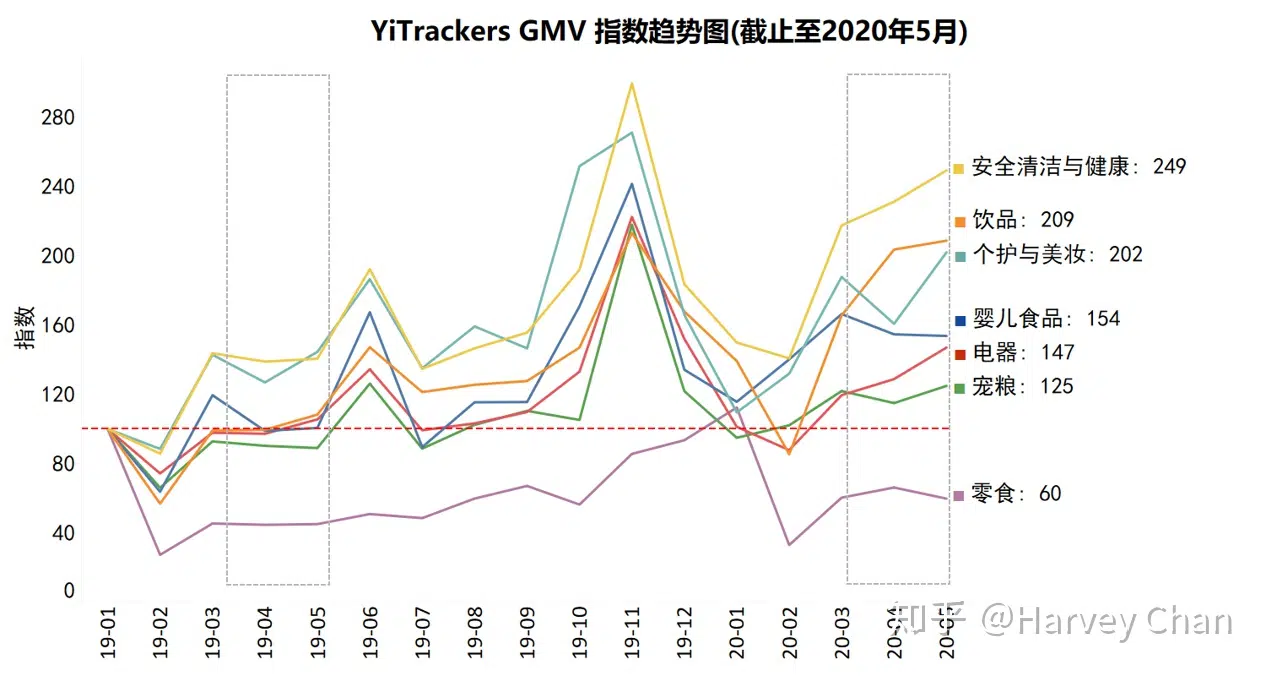 YiTrackers GMV 指数趋势图(截止至2020年5月)
280
240
200
160
120
80
40
0
指数
安全清洁与健康: 249
饮品: 209
个护与美妆: 202
婴儿食品: 154
电器: 147
宠粮: 125
零食: 60
19-01
19-02
19-03
19-04
19-05
19-06
19-07
19-08
19-09
19-10
19-11
19-12
20-01
20-02
20-03
知乎 @Harvey Chan